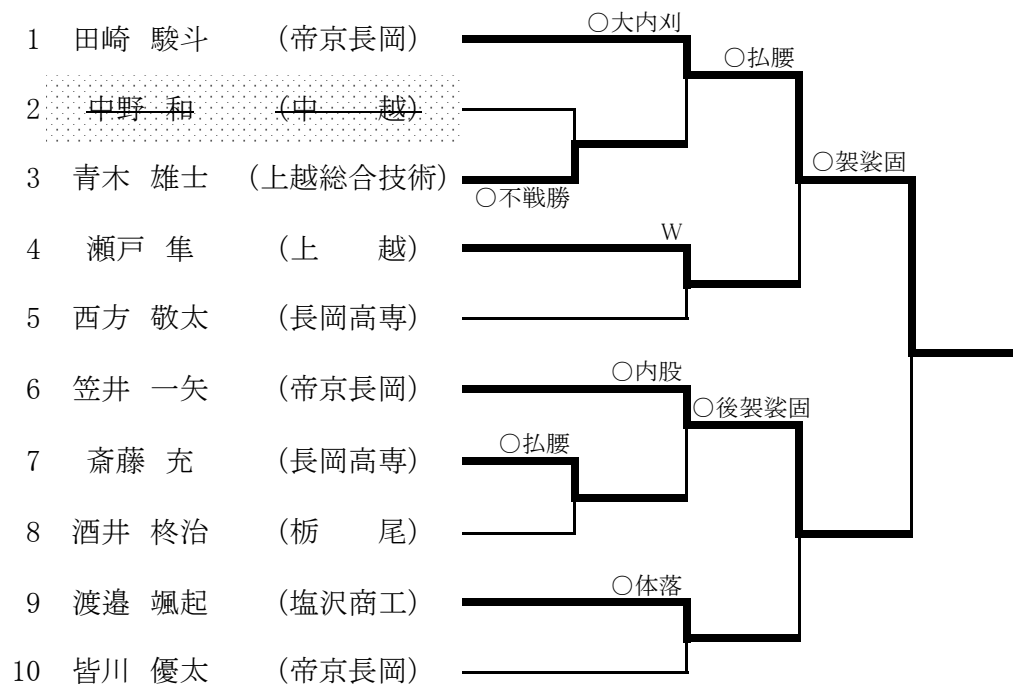 ○大内刈
1 田崎 駿斗 (帝京長岡)
○払腰
2 中野 和 (中 越)
○袈裟固
3 青木 雄士 (上越総合技術)
○不戦勝
W
4 瀬戸 隼 (上 越)
5 西方 敬太 (長岡高専)
○内股
6 笠井 一矢 (帝京長岡)
○後袈裟固
○払腰
7 斎藤 充 (長岡高専)
8 酒井 柊治 (栃 尾)
○体落
9 渡邉 颯起 (塩沢商工)
10 皆川 優太 (帝京長岡)